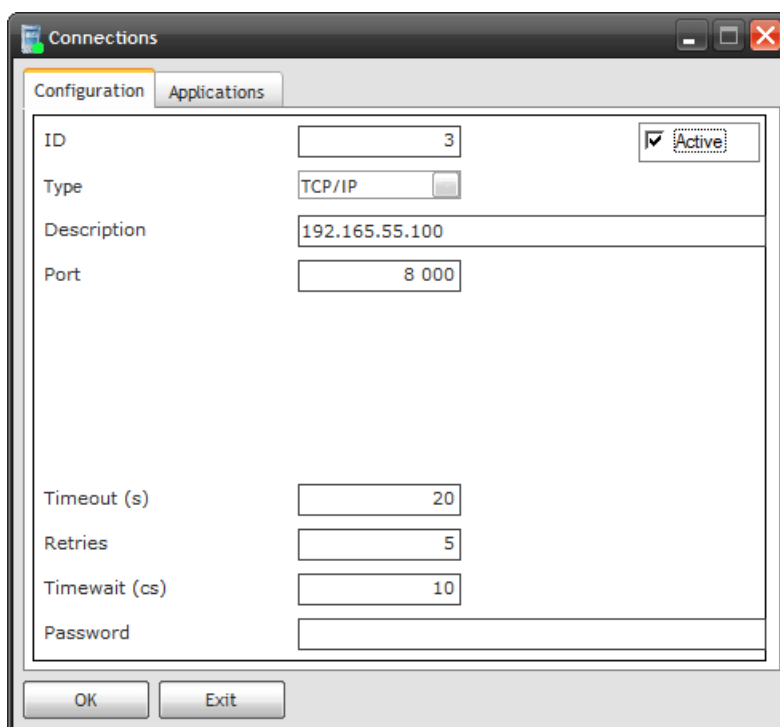 Connections
Configuration Applications
ID 3 Active
Type TCP/IP
Description 192.165.55.100
Port 8 000
Timeout (s) 20
Retries 5
Timewait (cs) 10
Password
OK Exit